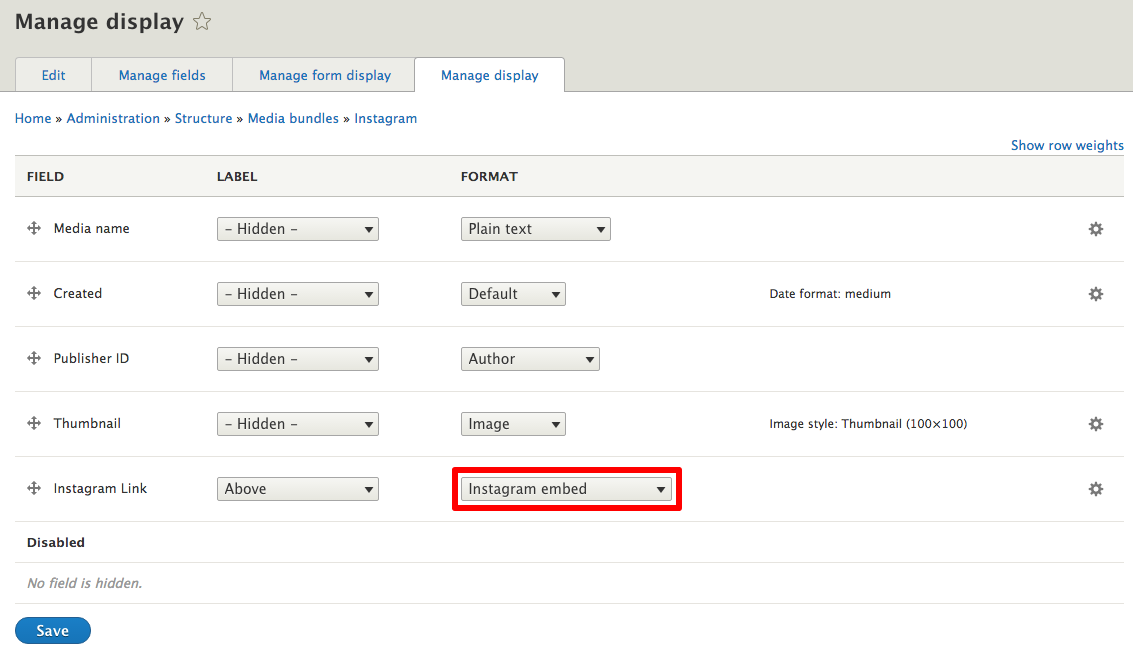 Manage display
Edit Manage fields Manage form display Manage display
Home » Administration » Structure » Media bundles » Instagram
Show row weights
FIELD LABEL FORMAT
Media name - Hidden - Plain text
Created - Hidden - Default Date format: medium
Publisher ID - Hidden - Author
Thumbnail - Hidden - Image Image style: Thumbnail (100×100)
Instagram Link Above Instagram embed
Disabled
No field is hidden.
Save